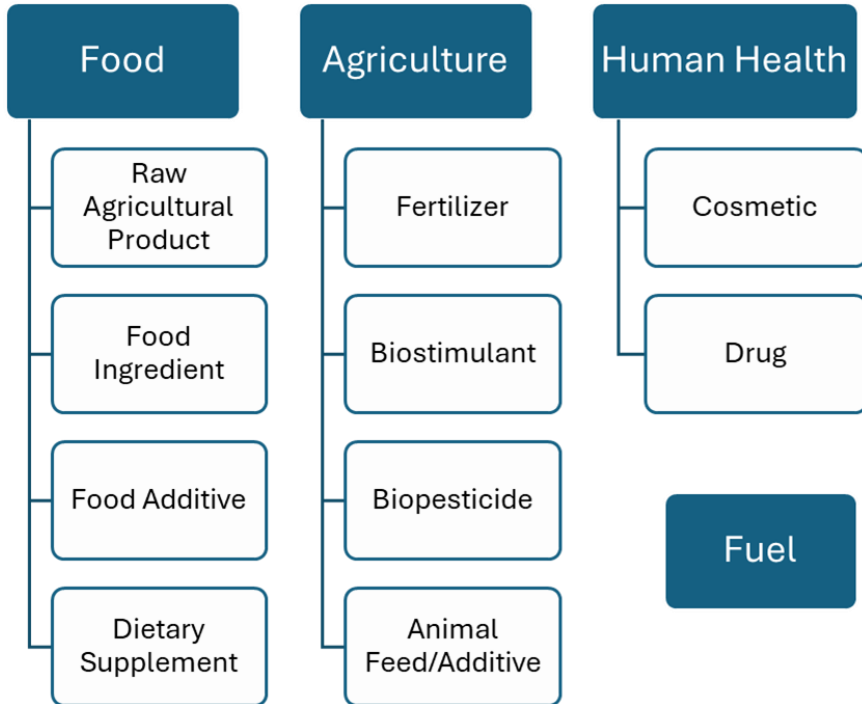 Food
Raw
Agricultural
Product
Food
Ingredient
Food Additive
Dietary
Supplement
Agriculture
Fertilizer
Biostimulant
Biopesticide
Animal
Feed/Additive
Human Health
Cosmetic
Drug
Fuel